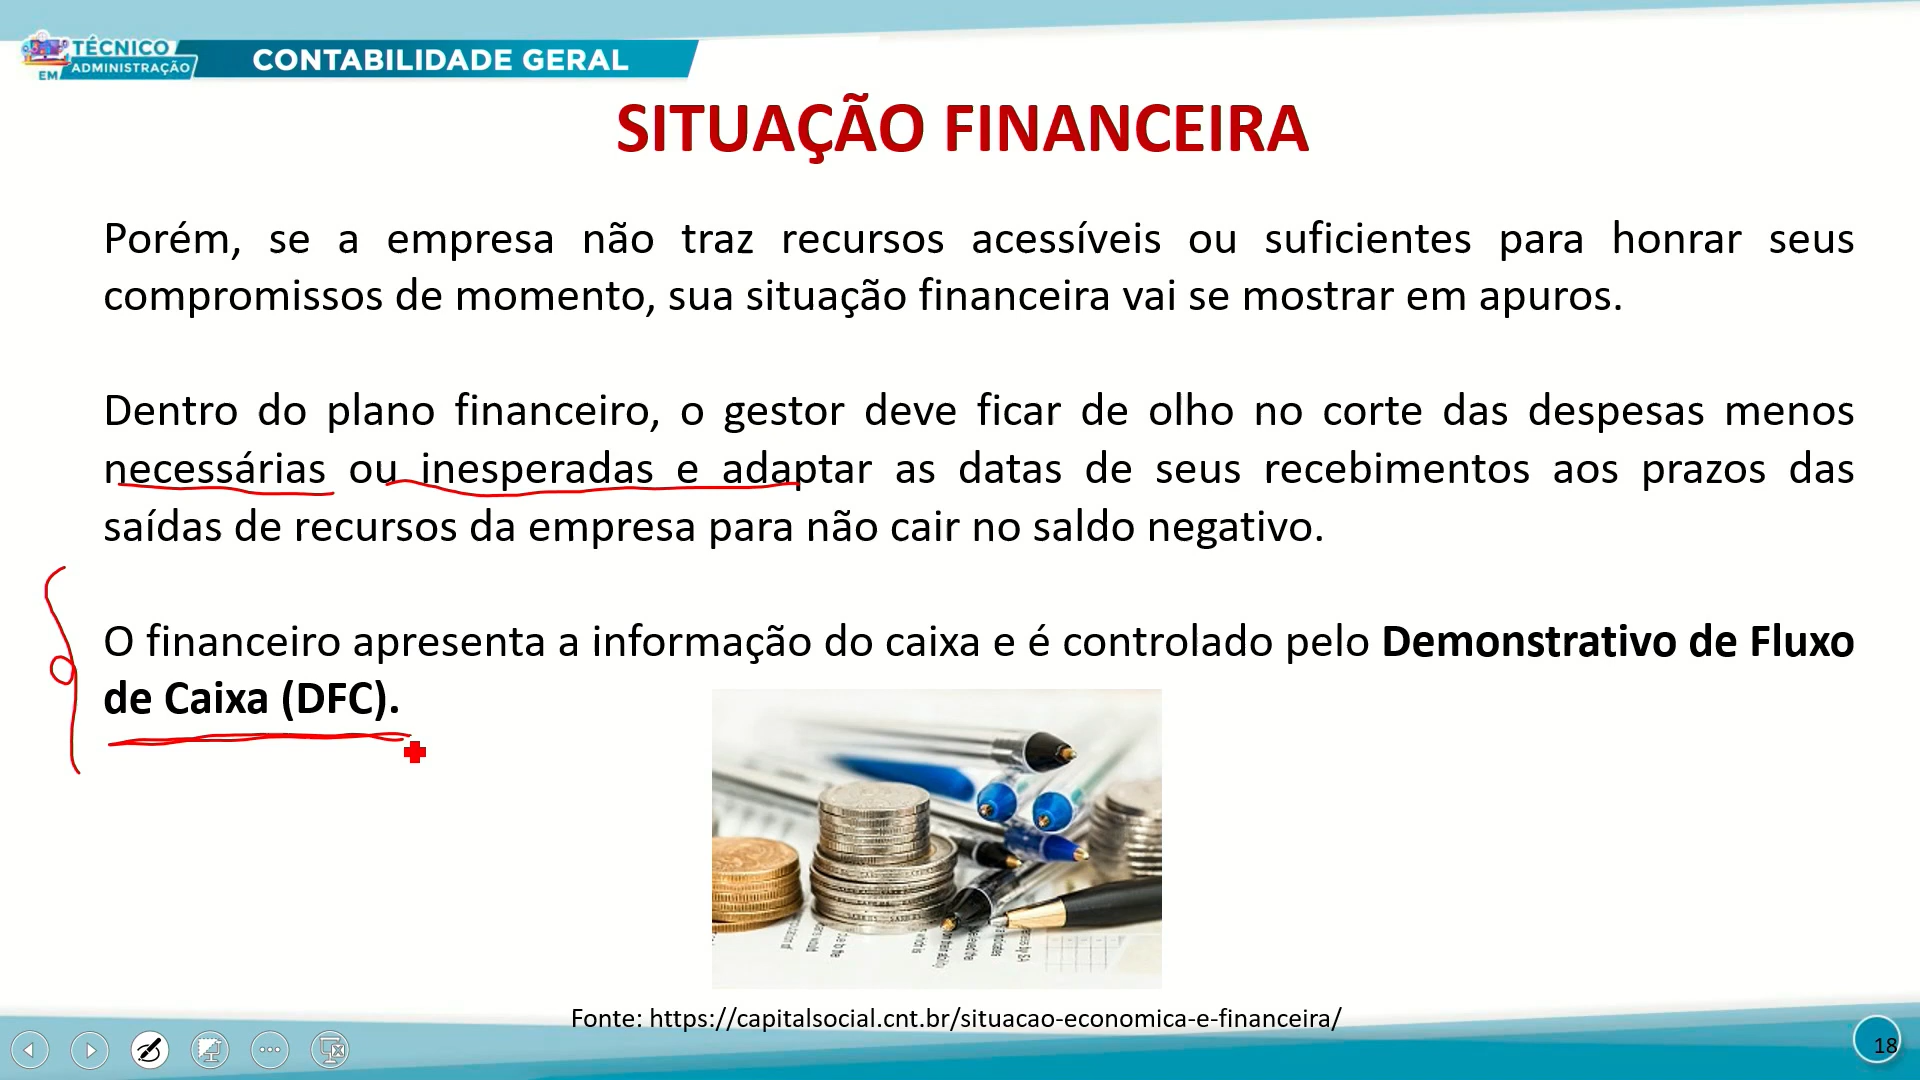 TÉCNICO
EM ADMINISTRAÇÃO
CONTABILIDADE GERAL
SITUAÇÃO FINANCEIRA
Porém, se a empresa não traz recursos acessíveis ou suficientes para honrar seus
compromissos de momento, sua situação financeira vai se mostrar em apuros.
Dentro do plano financeiro, o gestor deve ficar de olho no corte das despesas menos
necessárias ou inesperadas e adaptar as datas de seus recebimentos aos prazos das
saídas de recursos da empresa para não cair no saldo negativo.
O financeiro apresenta a informação do caixa e é controlado pelo Demonstrativo de Fluxo
de Caixa (DFC).
Fonte: https://capitalsocial.cnt.br/situacao-economica-e-financeira/
18